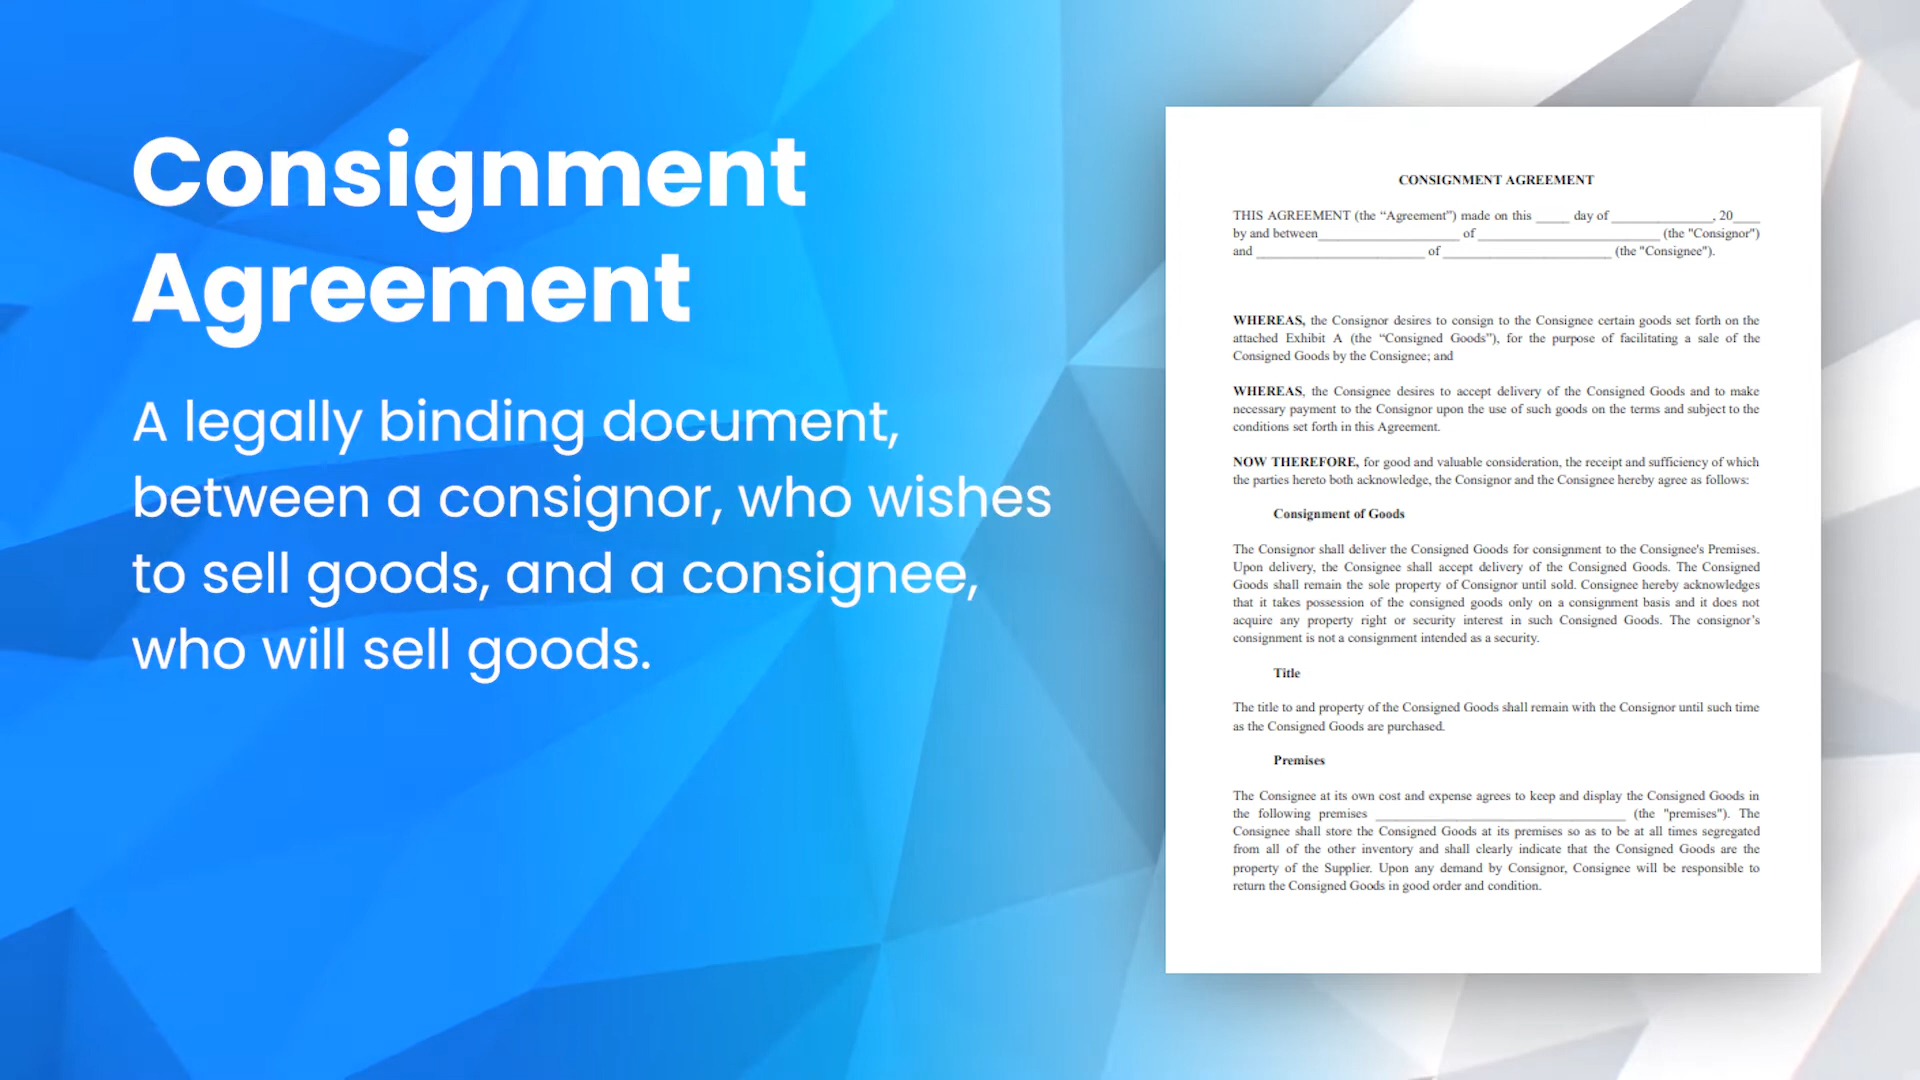 Consignment
Agreement
A legally binding document,
between a consignor, who wishes
to sell goods, and a consignee,
who will sell goods.
CONSIGNMENT AGREEMENT
THIS AGREEMENT (the “Agreement”) made on this _____ day of _______________, 20____
by and between_____________________ of ___________________________ (the "Consignor")
and _________________________ of _________________________ (the "Consignee").
WHEREAS, the Consignor desires to consign to the Consignee certain goods set forth on the
attached Exhibit A (the “Consigned Goods”), for the purpose of facilitating a sale of the
Consigned Goods by the Consignee; and
WHEREAS, the Consignee desires to accept delivery of the Consigned Goods and to make
necessary payment to the Consignor upon the use of such goods on the terms and subject to the
conditions set forth in this Agreement.
NOW THEREFORE, for good and valuable consideration, the receipt and sufficiency of which
the parties hereto both acknowledge, the Consignor and the Consignee hereby agree as follows:
Consignment of Goods
The Consignor shall deliver the Consigned Goods for consignment to the Consignee's Premises.
Upon delivery, the Consignee shall accept delivery of the Consigned Goods. The Consigned
Goods shall remain the sole property of Consignor until sold. Consignee hereby acknowledges
that it takes possession of the consigned goods only on a consignment basis and it does not
acquire any property right or security interest in such Consigned Goods. The consignor’s
consignment is not a consignment intended as a security.
Title
The title to and property of the Consigned Goods shall remain with the Consignor until such time
as the Consigned Goods are purchased.
Premises
The Consignee at its own cost and expense agrees to keep and display the Consigned Goods in
the following premises _____________________________________ (the "premises"). The
Consignee shall store the Consigned Goods at its premises so as to be at all times segregated
from all of the other inventory and shall clearly indicate that the Consigned Goods are the
property of the Supplier. Upon any demand by Consignor, Consignee will be responsible to
return the Consigned Goods in good order and condition.